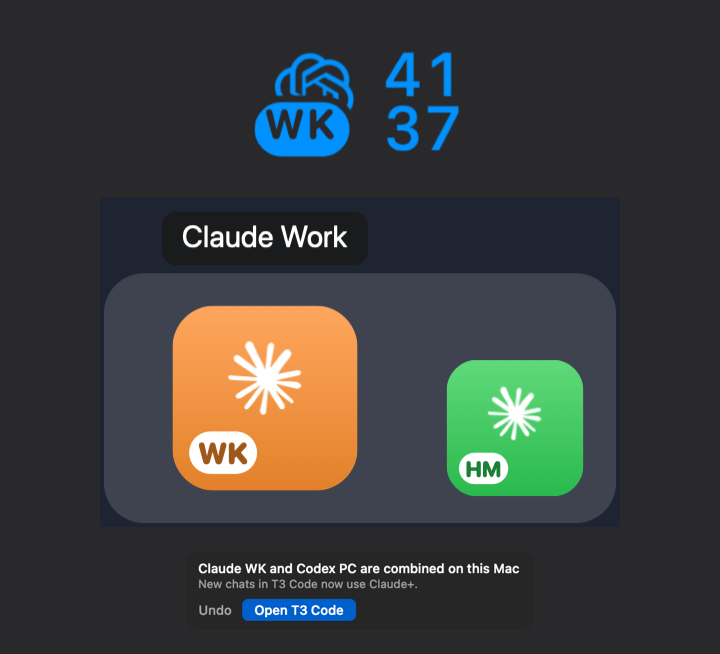 WK
41
37
Claude Work
WK
HM
Claude WK and Codex PC are combined on this Mac
New chats in T3 Code now use Claude+.
Undo
Open T3 Code